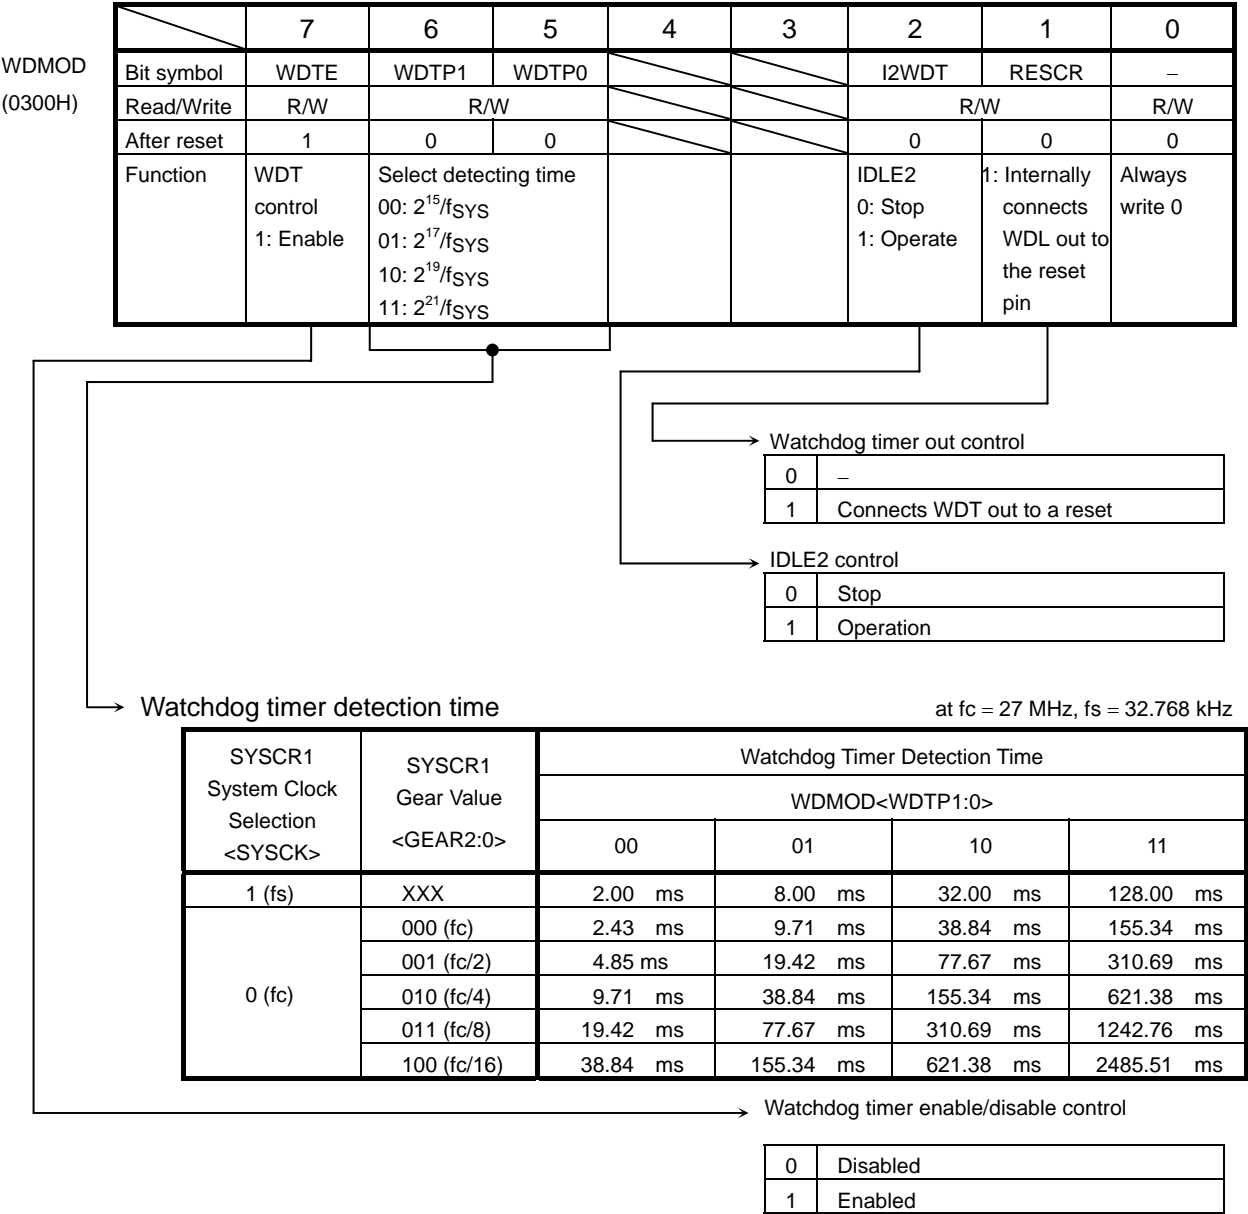 7 6 5 4 3 2 1 0
WDMOD (0300H)
Bit symbol WDTE WDTP1 WDTP0 I2WDT RESCR –
Read/Write R/W R/W R/W R/W
After reset 1 0 0 0 0 0
Function
WDT
control
1: Enable
Select detecting time
00: 2^15/fSYS
01: 2^17/fSYS
10: 2^19/fSYS
11: 2^21/fSYS
IDLE2
0: Stop
1: Operate
1: Internally
connects
WDL out to
the reset
pin
Always
write 0
Watchdog timer out control
0 –
1 Connects WDT out to a reset
IDLE2 control
0 Stop
1 Operation
Watchdog timer detection time
at fc = 27 MHz, fs = 32.768 kHz
SYSCR1
System Clock
Selection
<SYSCK>
SYSCR1
Gear Value
<GEAR2:0>
Watchdog Timer Detection Time
WDMOD<WDTP1:0>
00 01 10 11
1 (fs) XXX 2.00 ms 8.00 ms 32.00 ms 128.00 ms
0 (fc)
000 (fc) 2.43 ms 9.71 ms 38.84 ms 155.34 ms
001 (fc/2) 4.85 ms 19.42 ms 77.67 ms 310.69 ms
010 (fc/4) 9.71 ms 38.84 ms 155.34 ms 621.38 ms
011 (fc/8) 19.42 ms 77.67 ms 310.69 ms 1242.76 ms
100 (fc/16) 38.84 ms 155.34 ms 621.38 ms 2485.51 ms
Watchdog timer enable/disable control
0 Disabled
1 Enabled